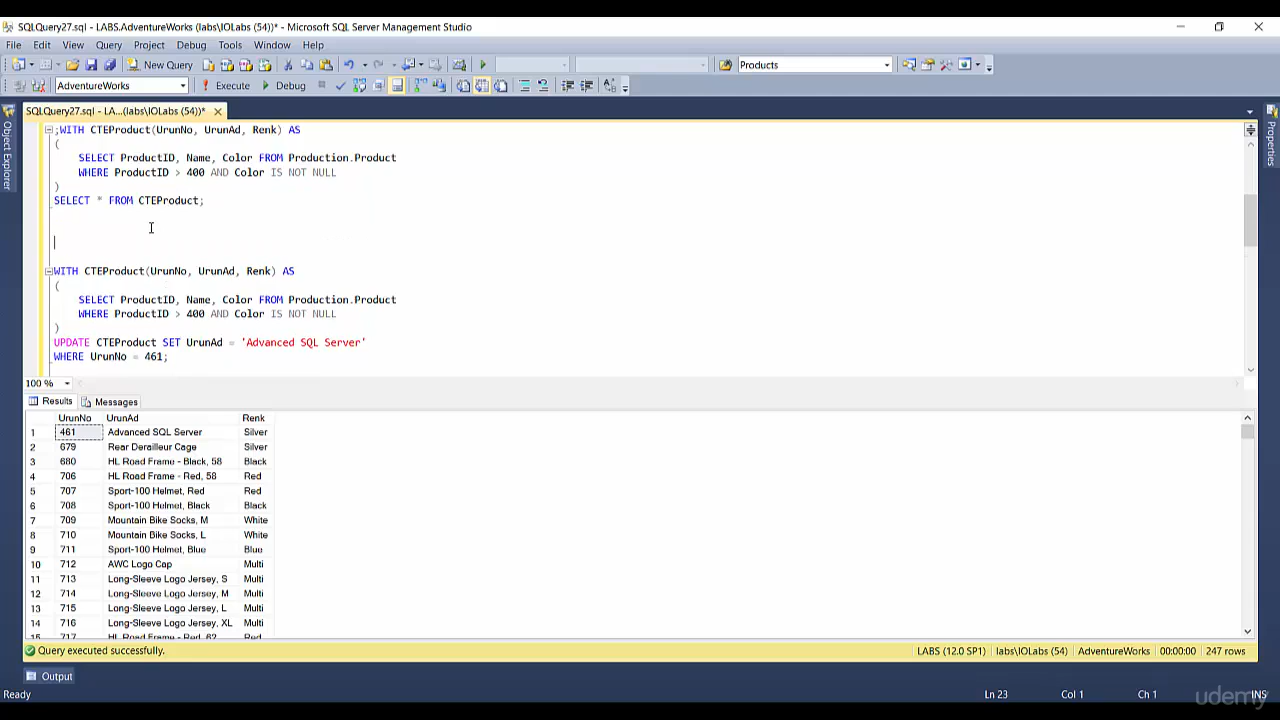 SQLQuery27.sql - LABS.AdventureWorks (labs\IOLabs (54))* - Microsoft SQL Server Management Studio
File Edit View Query Project Debug Tools Window Help
New Query Products
AdventureWorks Execute Debug
SQLQuery27.sql - LA...(labs\IOLabs (54))*
Object Explorer
Properties
;WITH CTEProduct(UrunNo, UrunAd, Renk) AS
(
SELECT ProductID, Name, Color FROM Production.Product
WHERE ProductID > 400 AND Color IS NOT NULL
)
SELECT * FROM CTEProduct;
WITH CTEProduct(UrunNo, UrunAd, Renk) AS
(
SELECT ProductID, Name, Color FROM Production.Product
WHERE ProductID > 400 AND Color IS NOT NULL
)
UPDATE CTEProduct SET UrunAd = 'Advanced SQL Server'
WHERE UrunNo = 461;
100 %
Results Messages
UrunNo UrunAd Renk
1 461 Advanced SQL Server Silver
2 679 Rear Derailleur Cage Silver
3 680 HL Road Frame - Black, 58 Black
4 706 HL Road Frame - Red, 58 Red
5 707 Sport-100 Helmet, Red Red
6 708 Sport-100 Helmet, Black Black
7 709 Mountain Bike Socks, M White
8 710 Mountain Bike Socks, L White
9 711 Sport-100 Helmet, Blue Blue
10 712 AWC Logo Cap Multi
11 713 Long-Sleeve Logo Jersey, S Multi
12 714 Long-Sleeve Logo Jersey, M Multi
13 715 Long-Sleeve Logo Jersey, L Multi
14 716 Long-Sleeve Logo Jersey, XL Multi
15 717 HL Road Frame - Red, 62 Red
Query executed successfully. LABS (12.0 SP1) labs\IOLabs (54) AdventureWorks 00:00:00 247 rows
Output
Ready Ln 23 Col 1 Ch 1 INS
udemy